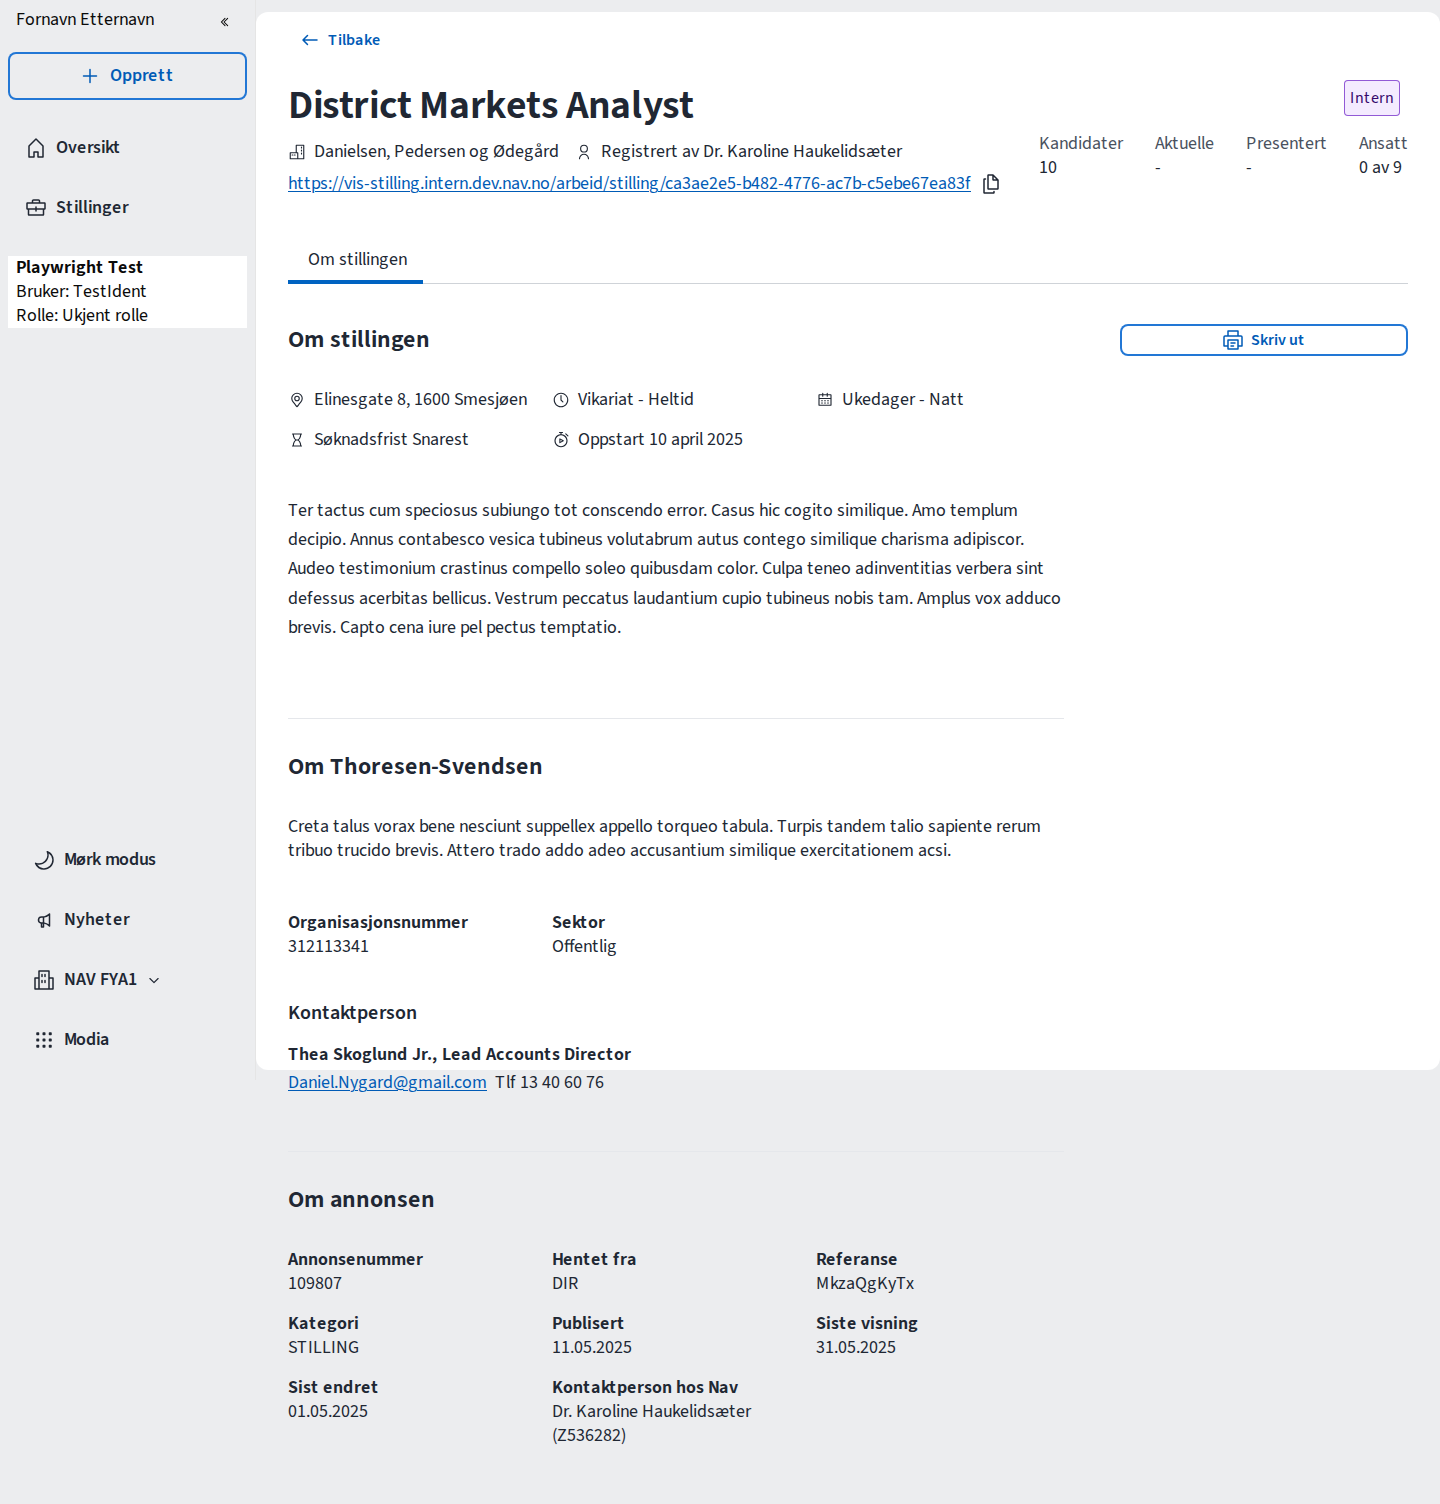 Fornavn Etternavn
Opprett
Oversikt
Stillinger
Playwright Test
Bruker: TestIdent
Rolle: Ukjent rolle
Mørk modus
Nyheter
NAV FYA1
Modia
Tilbake
District Markets Analyst
Intern
Danielsen, Pedersen og Ødegård Registrert av Dr. Karoline Haukelidsæter
https://vis-stilling.intern.dev.nav.no/arbeid/stilling/ca3ae2e5-b482-4776-ac7b-c5ebe67ea83f
Kandidater Aktuelle Presentert Ansatt
10 - - 0 av 9
Om stillingen
Om stillingen
Skriv ut
Elinesgate 8, 1600 Smesjøen Vikariat - Heltid Ukedager - Natt
Søknadsfrist Snarest Oppstart 10 april 2025
Ter tactus cum speciosus subiungo tot conscendo error. Casus hic cogito similique. Amo templum
decipio. Annus contabesco vesica tubineus volutabrum autus contego similique charisma adipiscor.
Audeo testimonium crastinus compello soleo quibusdam color. Culpa teneo adinventitias verbera sint
defessus acerbitas bellicus. Vestrum peccatus laudantium cupio tubineus nobis tam. Amplus vox adduco
brevis. Capto cena iure pel pectus temptatio.
Om Thoresen-Svendsen
Creta talus vorax bene nesciunt suppellex appello torqueo tabula. Turpis tandem talio sapiente rerum
tribuo trucido brevis. Attero trado addo adeo accusantium similique exercitationem acsi.
Organisasjonsnummer Sektor
312113341 Offentlig
Kontaktperson
Thea Skoglund Jr., Lead Accounts Director
Daniel.Nygard@gmail.com Tlf 13 40 60 76
Om annonsen
Annonsenummer Hentet fra Referanse
109807 DIR MkzaQgKyTx
Kategori Publisert Siste visning
STILLING 11.05.2025 31.05.2025
Sist endret Kontaktperson hos Nav
01.05.2025 Dr. Karoline Haukelidsæter
(Z536282)